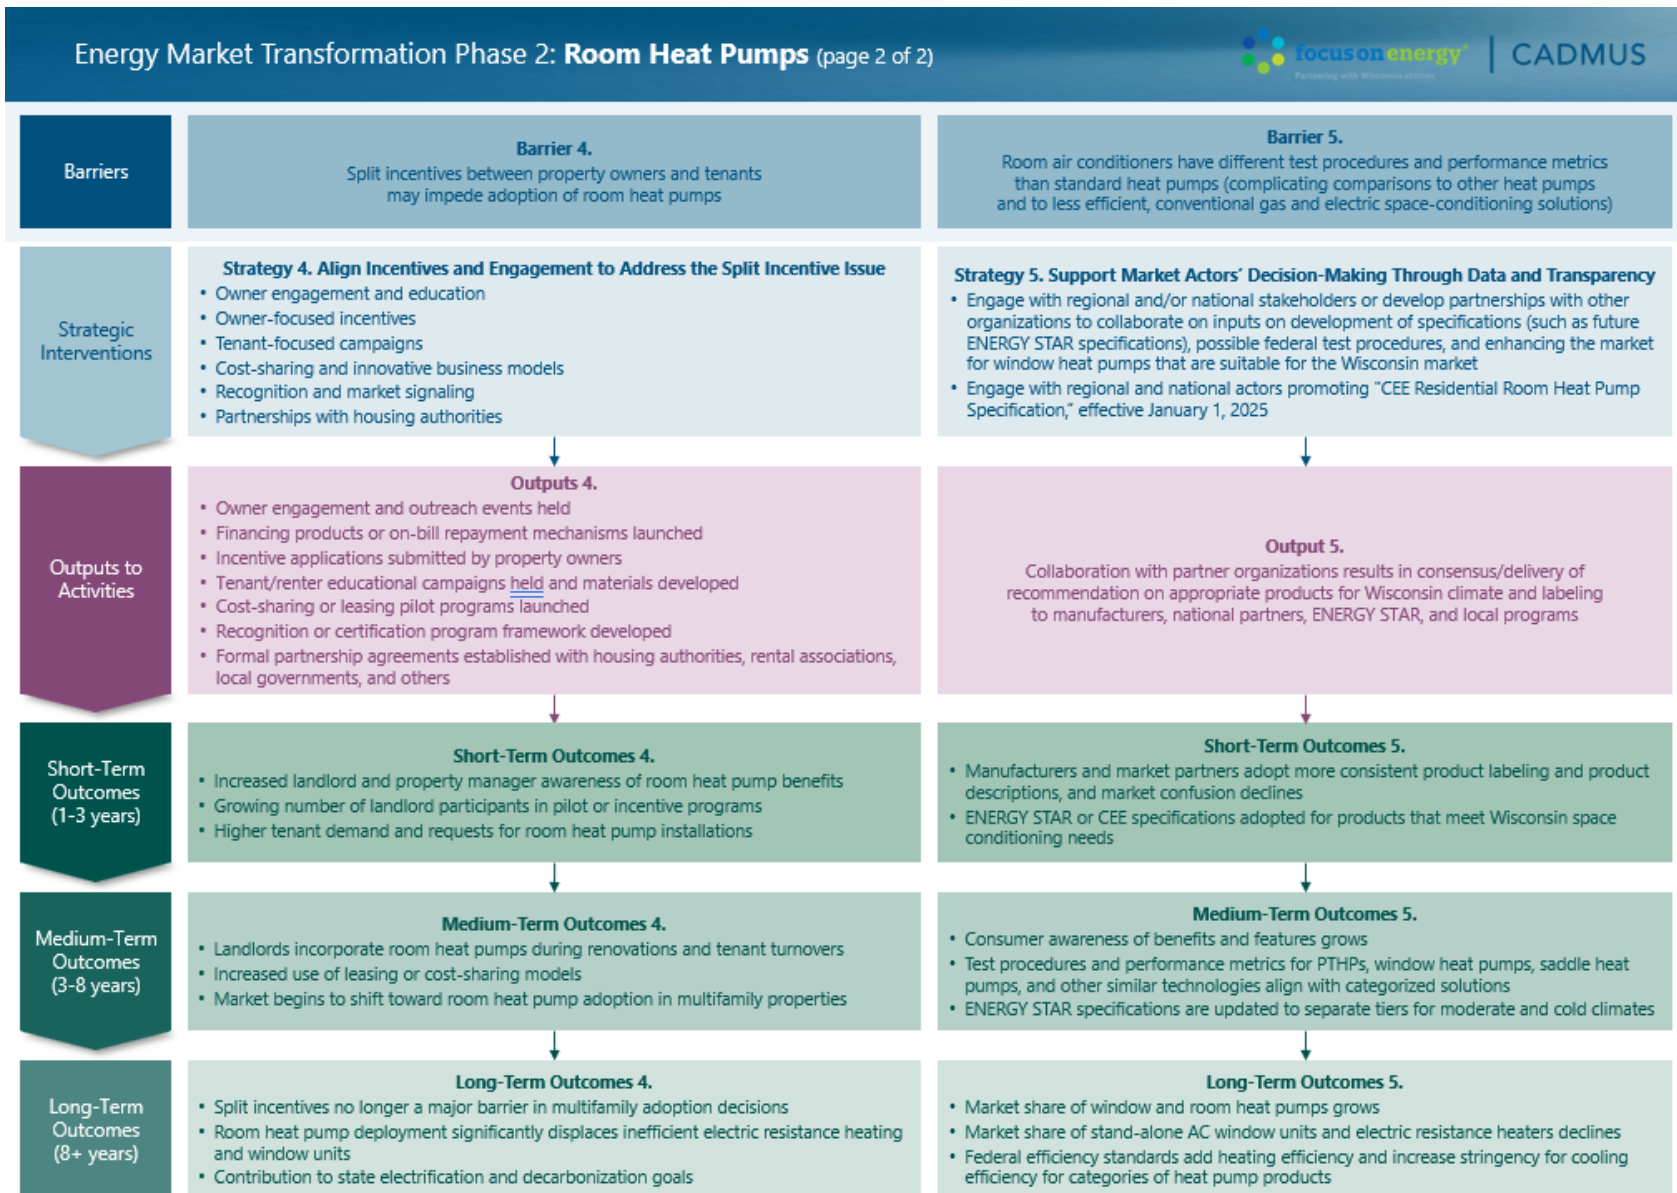 Energy Market Transformation Phase 2: Room Heat Pumps (page 2 of 2)
focus on energy®
Partnering with Wisconsin utilities
CADMUS
Barriers
Barrier 4.
Split incentives between property owners and tenants
may impede adoption of room heat pumps
Barrier 5.
Room air conditioners have different test procedures and performance metrics
than standard heat pumps (complicating comparisons to other heat pumps
and to less efficient, conventional gas and electric space-conditioning solutions)
Strategic
Interventions
Strategy 4. Align Incentives and Engagement to Address the Split Incentive Issue
• Owner engagement and education
• Owner-focused incentives
• Tenant-focused campaigns
• Cost-sharing and innovative business models
• Recognition and market signaling
• Partnerships with housing authorities
Strategy 5. Support Market Actors' Decision-Making Through Data and Transparency
• Engage with regional and/or national stakeholders or develop partnerships with other
organizations to collaborate on inputs on development of specifications (such as future
ENERGY STAR specifications), possible federal test procedures, and enhancing the market
for window heat pumps that are suitable for the Wisconsin market
• Engage with regional and national actors promoting "CEE Residential Room Heat Pump
Specification," effective January 1, 2025
Outputs to
Activities
Outputs 4.
• Owner engagement and outreach events held
• Financing products or on-bill repayment mechanisms launched
• Incentive applications submitted by property owners
• Tenant/renter educational campaigns held and materials developed
• Cost-sharing or leasing pilot programs launched
• Recognition or certification program framework developed
• Formal partnership agreements established with housing authorities, rental associations,
local governments, and others
Output 5.
Collaboration with partner organizations results in consensus/delivery of
recommendation on appropriate products for Wisconsin climate and labeling
to manufacturers, national partners, ENERGY STAR, and local programs
Short-Term
Outcomes
(1-3 years)
Short-Term Outcomes 4.
• Increased landlord and property manager awareness of room heat pump benefits
• Growing number of landlord participants in pilot or incentive programs
• Higher tenant demand and requests for room heat pump installations
Short-Term Outcomes 5.
• Manufacturers and market partners adopt more consistent product labeling and product
descriptions, and market confusion declines
• ENERGY STAR or CEE specifications adopted for products that meet Wisconsin space
conditioning needs
Medium-Term
Outcomes
(3-8 years)
Medium-Term Outcomes 4.
• Landlords incorporate room heat pumps during renovations and tenant turnovers
• Increased use of leasing or cost-sharing models
• Market begins to shift toward room heat pump adoption in multifamily properties
Medium-Term Outcomes 5.
• Consumer awareness of benefits and features grows
• Test procedures and performance metrics for PTHPs, window heat pumps, saddle heat
pumps, and other similar technologies align with categorized solutions
• ENERGY STAR specifications are updated to separate tiers for moderate and cold climates
Long-Term
Outcomes
(8+ years)
Long-Term Outcomes 4.
• Split incentives no longer a major barrier in multifamily adoption decisions
• Room heat pump deployment significantly displaces inefficient electric resistance heating
and window units
• Contribution to state electrification and decarbonization goals
Long-Term Outcomes 5.
• Market share of window and room heat pumps grows
• Market share of stand-alone AC window units and electric resistance heaters declines
• Federal efficiency standards add heating efficiency and increase stringency for cooling
efficiency for categories of heat pump products